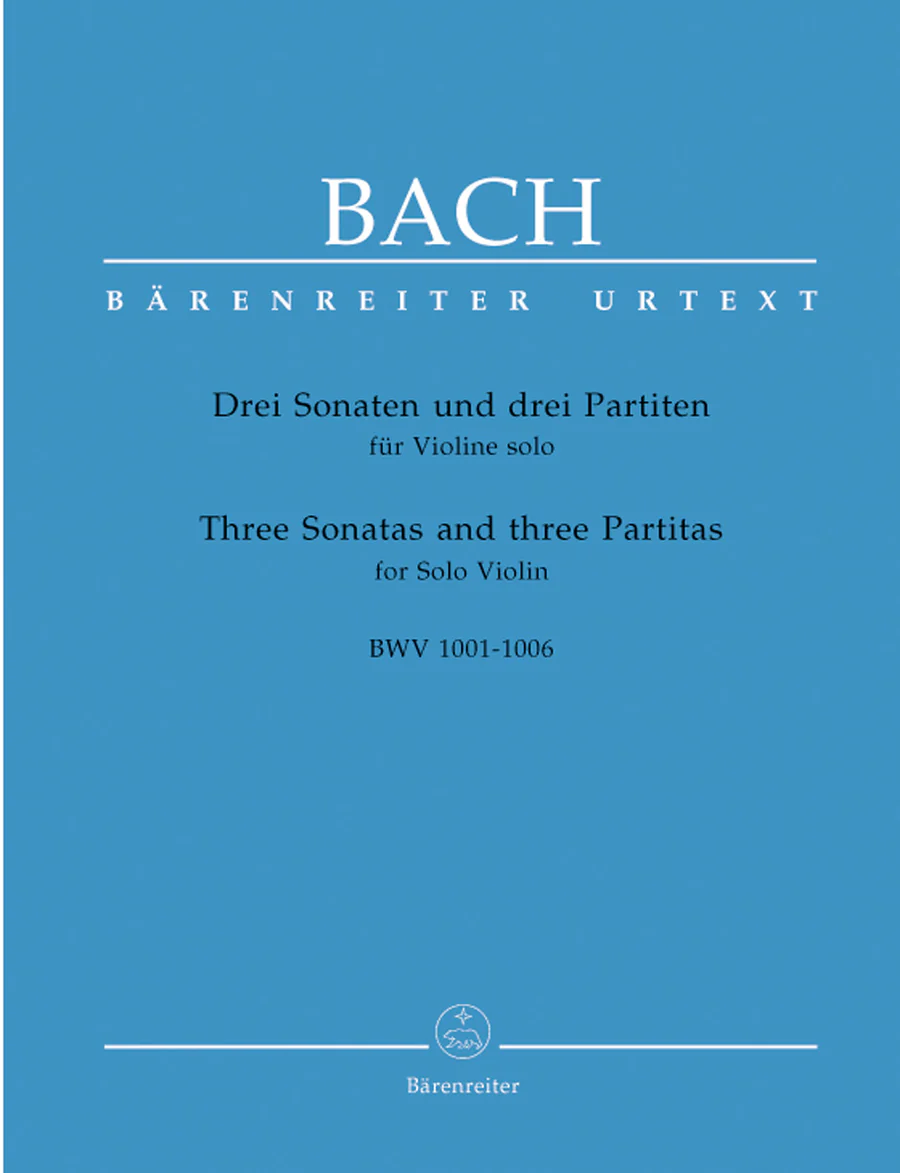 BACH
BÄRENREITER URTEXT
Drei Sonaten und drei Partiten
für Violine solo
Three Sonatas and three Partitas
for Solo Violin
BWV 1001-1006
Bärenreiter